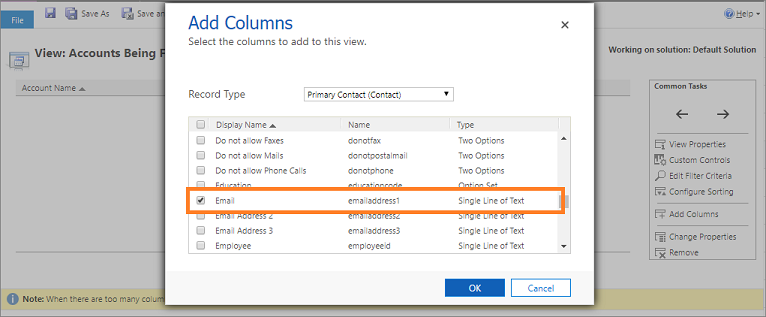 File
Save As
Save an
Help
Add Columns
Select the columns to add to this view.
View: Accounts Being F
Working on solution: Default Solution
Account Name
Record Type
Primary Contact (Contact)
Display Name Name Type
Do not allow Faxes donotfax Two Options
Do not allow Mails donotpostalmail Two Options
Do not allow Phone Calls donotphone Two Options
Education educationcode Option Set
Email emailaddress1 Single Line of Text
Email Address 2 emailaddress2 Single Line of Text
Email Address 3 emailaddress3 Single Line of Text
Employee employeeid Single Line of Text
OK
Cancel
Common Tasks
View Properties
Custom Controls
Edit Filter Criteria
Configure Sorting
Add Columns
Change Properties
Remove
Note: When there are too many colum